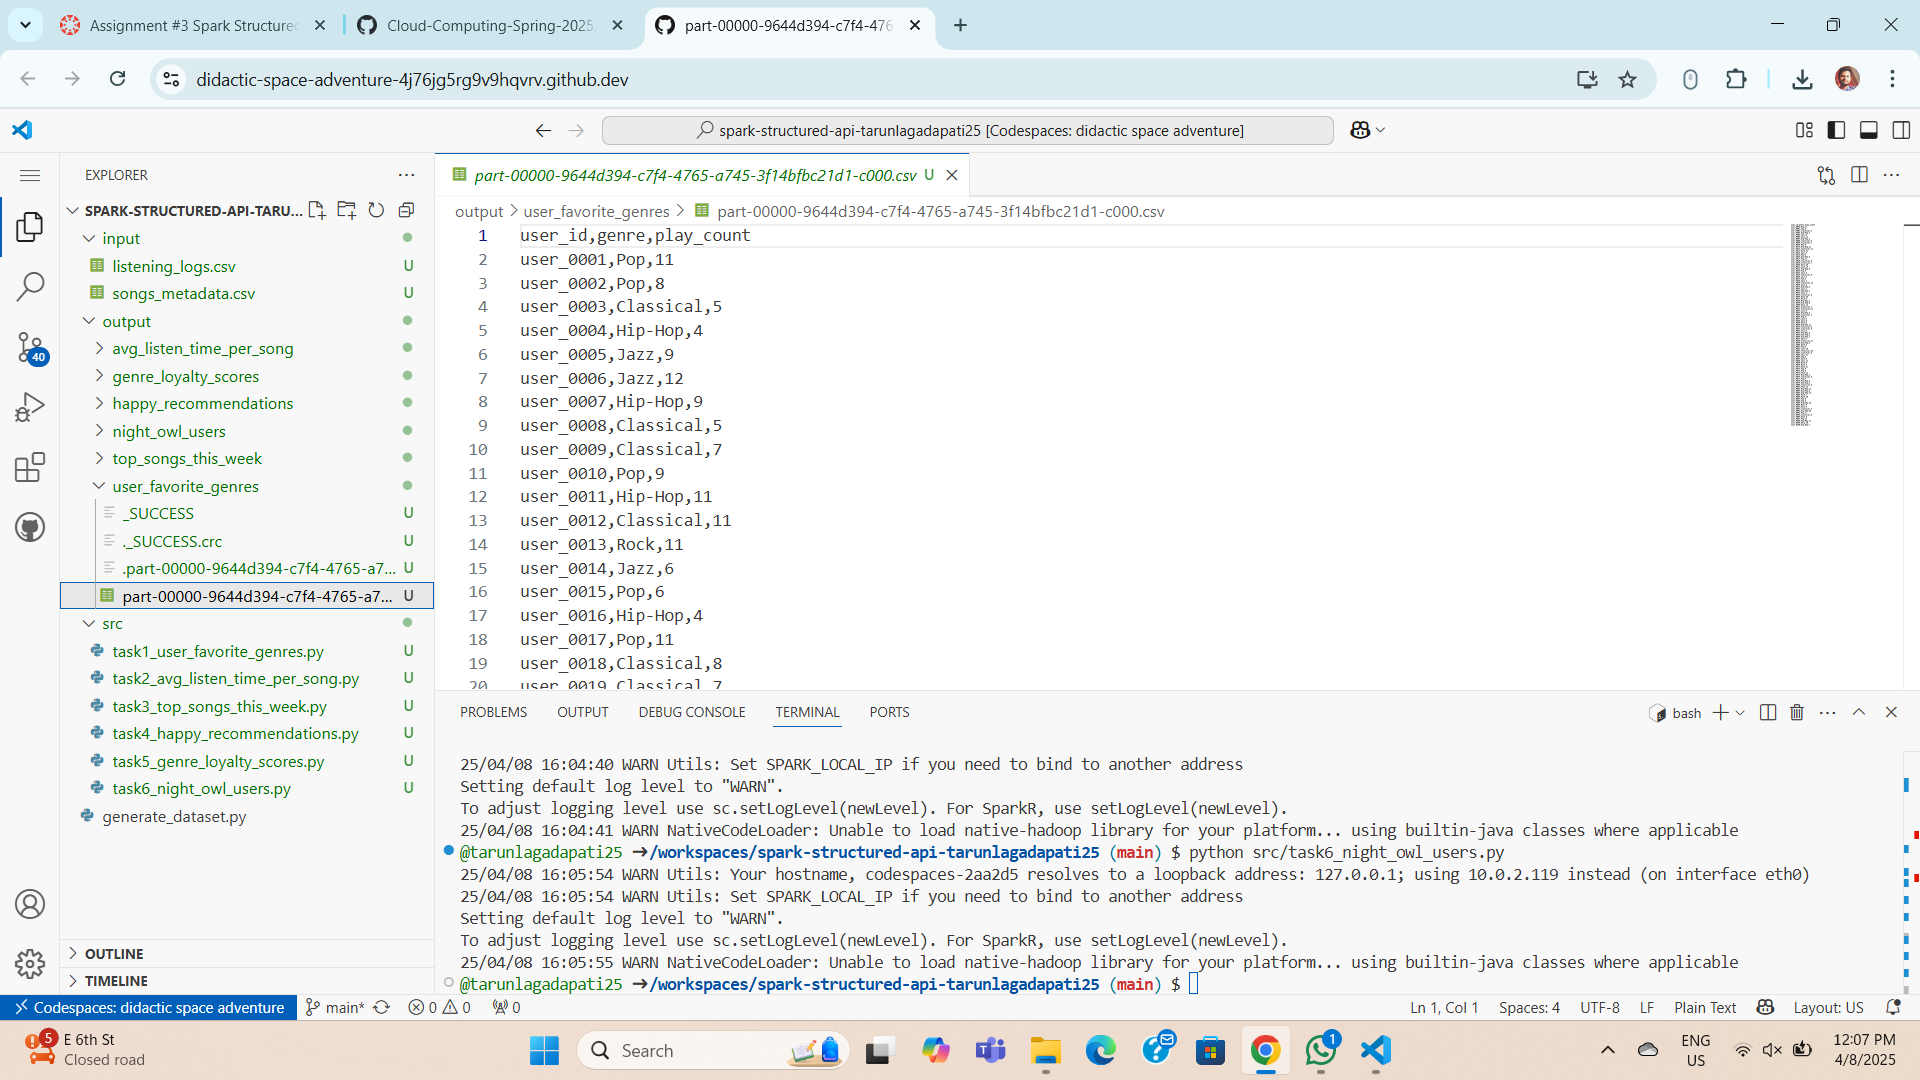 Assignment #3 Spark Structure
Cloud-Computing-Spring-2025
part-00000-9644d394-c7f4-476
didactic-space-adventure-4j76jg5rg9v9hqvrv.github.dev
spark-structured-api-tarunlagadapati25 [Codespaces: didactic space adventure]
EXPLORER
SPARK-STRUCTURED-API-TARU...
input
listening_logs.csv U
songs_metadata.csv U
output
avg_listen_time_per_song
genre_loyalty_scores
happy_recommendations
night_owl_users
top_songs_this_week
user_favorite_genres
_SUCCESS U
._SUCCESS.crc U
.part-00000-9644d394-c7f4-4765-a7... U
part-00000-9644d394-c7f4-4765-a7... U
src
task1_user_favorite_genres.py U
task2_avg_listen_time_per_song.py U
task3_top_songs_this_week.py U
task4_happy_recommendations.py U
task5_genre_loyalty_scores.py U
task6_night_owl_users.py U
generate_dataset.py
OUTLINE
TIMELINE
40
part-00000-9644d394-c7f4-4765-a745-3f14bfbc21d1-c000.csv U
output > user_favorite_genres > part-00000-9644d394-c7f4-4765-a745-3f14bfbc21d1-c000.csv
1 user_id,genre,play_count
2 user_0001,Pop,11
3 user_0002,Pop,8
4 user_0003,Classical,5
5 user_0004,Hip-Hop,4
6 user_0005,Jazz,9
7 user_0006,Jazz,12
8 user_0007,Hip-Hop,9
9 user_0008,Classical,5
10 user_0009,Classical,7
11 user_0010,Pop,9
12 user_0011,Hip-Hop,11
13 user_0012,Classical,11
14 user_0013,Rock,11
15 user_0014,Jazz,6
16 user_0015,Pop,6
17 user_0016,Hip-Hop,4
18 user_0017,Pop,11
19 user_0018,Classical,8
20 user_0019,Classical,7
PROBLEMS OUTPUT DEBUG CONSOLE TERMINAL PORTS
bash
25/04/08 16:04:40 WARN Utils: Set SPARK_LOCAL_IP if you need to bind to another address
Setting default log level to "WARN".
To adjust logging level use sc.setLogLevel(newLevel). For SparkR, use setLogLevel(newLevel).
25/04/08 16:04:41 WARN NativeCodeLoader: Unable to load native-hadoop library for your platform... using builtin-java classes where applicable
@tarunlagadapati25 ➜/workspaces/spark-structured-api-tarunlagadapati25 (main) $ python src/task6_night_owl_users.py
25/04/08 16:05:54 WARN Utils: Your hostname, codespaces-2aa2d5 resolves to a loopback address: 127.0.0.1; using 10.0.2.119 instead (on interface eth0)
25/04/08 16:05:54 WARN Utils: Set SPARK_LOCAL_IP if you need to bind to another address
Setting default log level to "WARN".
To adjust logging level use sc.setLogLevel(newLevel). For SparkR, use setLogLevel(newLevel).
25/04/08 16:05:55 WARN NativeCodeLoader: Unable to load native-hadoop library for your platform... using builtin-java classes where applicable
@tarunlagadapati25 ➜/workspaces/spark-structured-api-tarunlagadapati25 (main) $
Codespaces: didactic space adventure main* 0 0 0
Ln 1, Col 1 Spaces: 4 UTF-8 LF Plain Text Layout: US
5
E 6th St
Closed road
Search
1
ENG
US
12:07 PM
4/8/2025